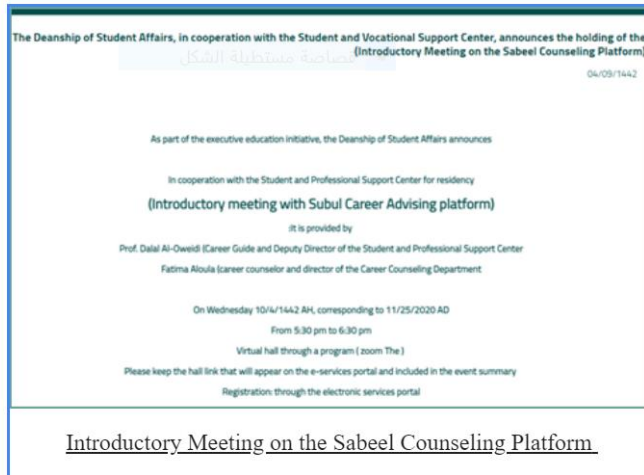 The Deanship of Student Affairs, in cooperation with the Student and Vocational Support Center, announces the holding of the
(Introductory Meeting on the Sabeel Counseling Platform)
قصاصة مستطيلة الشكل
04/09/1442
As part of the executive education initiative, the Deanship of Student Affairs announces
In cooperation with the Student and Professional Support Center for residency
(Introductory meeting with Subul Career Advising platform)
:It is provided by
Prof. Dalal Al-Oweidi (Career Guide and Deputy Director of the Student and Professional Support Center
Fatima Aloula (career counselor and director of the Career Counseling Department
On Wednesday 10/4/1442 AH, corresponding to 11/25/2020 AD
From 5:30 pm to 6:30 pm
Virtual hall through a program ( zoom The )
Please keep the hall link that will appear on the e-services portal and included in the event summary
Registration: through the electronic services portal
Introductory Meeting on the Sabeel Counseling Platform